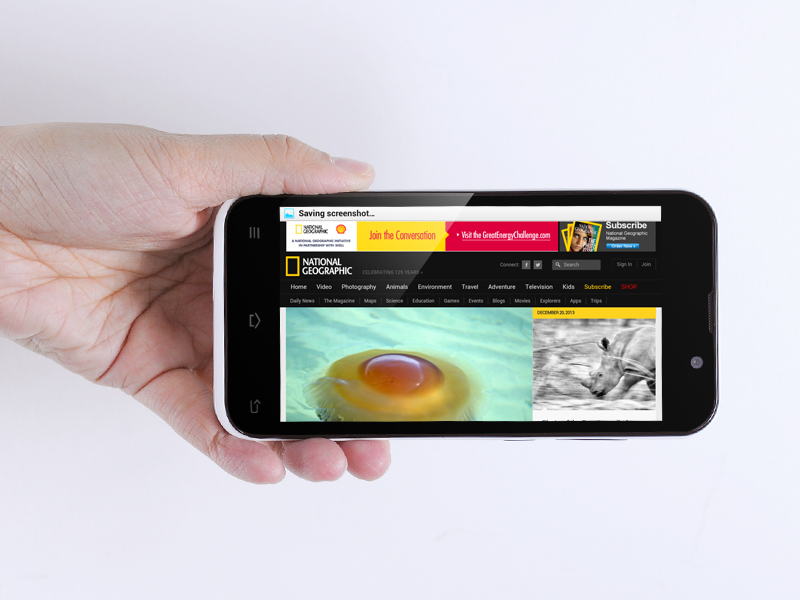 Saving screenshot...
NATIONAL GEOGRAPHIC
A NATIONAL GEOGRAPHIC INITIATIVE
IN PARTNERSHIP WITH SHELL
Join the Conversation
Visit the GreatEnergyChallenge.com
Subscribe
National Geographic
Magazine
Order Now »
NATIONAL
GEOGRAPHIC
CELEBRATING 125 YEARS »
Connect: Search Sign In Join
Home Video Photography Animals Environment Travel Adventure Television Kids Subscribe SHOP
Daily News The Magazine Maps Science Education Games Events Blogs Movies Explorers Apps Trips
DECEMBER 20, 2013